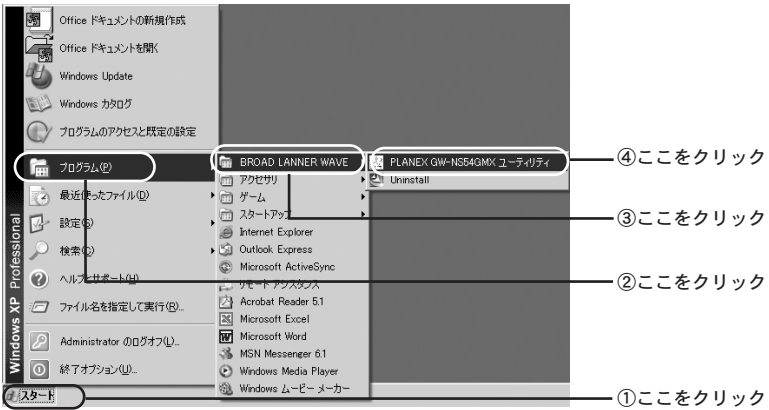 Office ドキュメントの新規作成
Office ドキュメントを開く
Windows Update
Windows カタログ
プログラムのアクセスと既定の設定
プログラム(P)
最近使ったファイル(D)
設定(S)
検索(C)
ヘルプとサポート(H)
ファイル名を指定して実行(R)...
Administrator のログオフ(L)...
終了オプション(U)...
Windows XP Professional
スタート
BROAD LANNER WAVE
アクセサリ
ゲーム
スタートアップ
Internet Explorer
Outlook Express
Microsoft ActiveSync
リモート アシスタンス
Acrobat Reader 5.1
Microsoft Excel
Microsoft Word
MSN Messenger 6.1
Windows Media Player
Windows ムービー メーカー
PLANEX GW-NS54GMX ユーティリティ
Uninstall
④ここをクリック
③ここをクリック
②ここをクリック
①ここをクリック